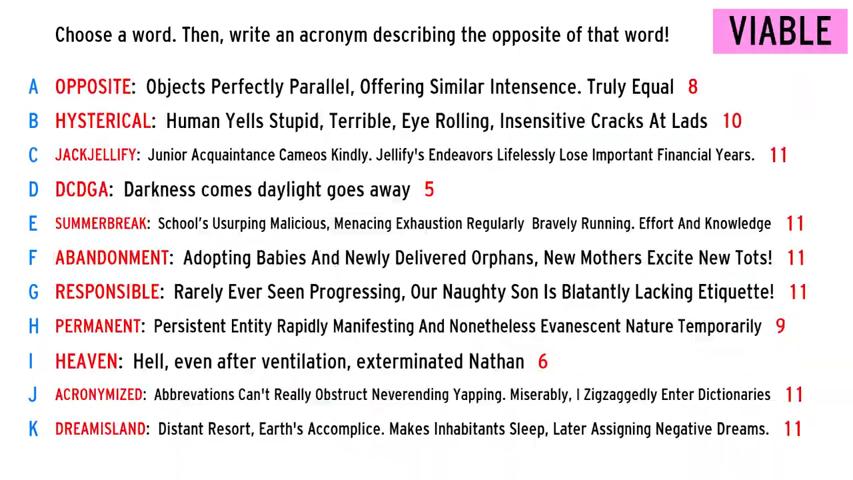 Choose a word. Then, write an acronym describing the opposite of that word!
VIABLE
A OPPOSITE: Objects Perfectly Parallel, Offering Similar Intensence. Truly Equal 8
B HYSTERICAL: Human Yells Stupid, Terrible, Eye Rolling, Insensitive Cracks At Lads 10
C JACKJELLIFY: Junior Acquaintance Cameos Kindly. Jellify's Endeavors Lifelessly Lose Important Financial Years. 11
D DCDGA: Darkness comes daylight goes away 5
E SUMMERBREAK: School's Usurping Malicious, Menacing Exhaustion Regularly Bravely Running. Effort And Knowledge 11
F ABANDONMENT: Adopting Babies And Newly Delivered Orphans, New Mothers Excite New Tots! 11
G RESPONSIBLE: Rarely Ever Seen Progressing, Our Naughty Son Is Blatantly Lacking Etiquette! 11
H PERMANENT: Persistent Entity Rapidly Manifesting And Nonetheless Evanescent Nature Temporarily 9
I HEAVEN: Hell, even after ventilation, exterminated Nathan 6
J ACRONYMIZED: Abbrevations Can't Really Obstruct Neverending Yapping. Miserably, I Zigzaggedly Enter Dictionaries 11
K DREAMISLAND: Distant Resort, Earth's Accomplice. Makes Inhabitants Sleep, Later Assigning Negative Dreams. 11